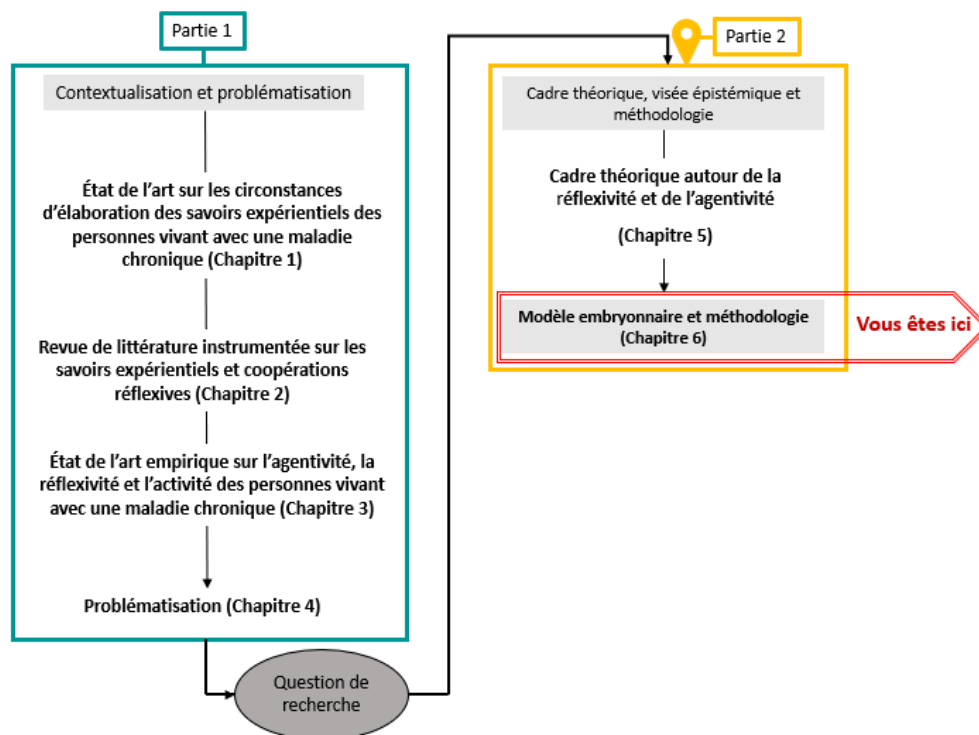 Partie 1
Contextualisation et problématisation
État de l'art sur les circonstances
d'élaboration des savoirs expérientiels des
personnes vivant avec une maladie
chronique (Chapitre 1)
Revue de littérature instrumentée sur les
savoirs expérientiels et coopérations
réflexives (Chapitre 2)
État de l'art empirique sur l'agentivité, la
réflexivité et l'activité des personnes vivant
avec une maladie chronique (Chapitre 3)
Problématisation (Chapitre 4)
Question de
recherche
Partie 2
Cadre théorique, visée épistémique et
méthodologie
Cadre théorique autour de la
réflexivité et de l'agentivité
(Chapitre 5)
Modèle embryonnaire et méthodologie
(Chapitre 6)
Vous êtes ici